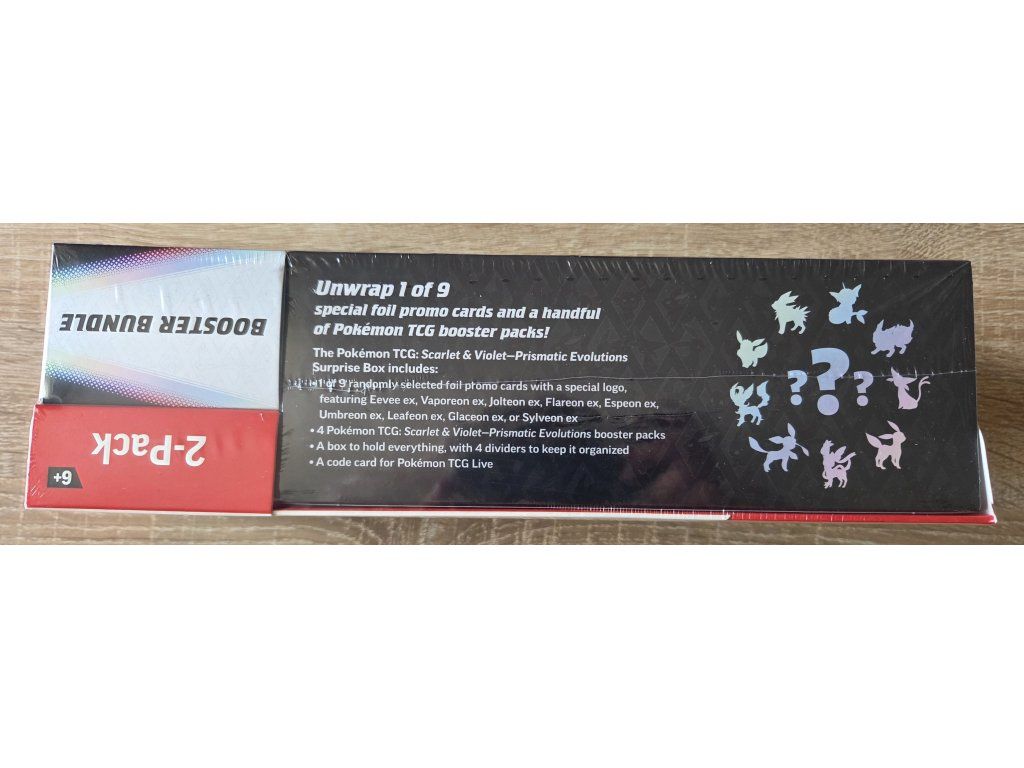 BOOSTER BUNDLE
2-Pack
6+
Unwrap 1 of 9
special foil promo cards and a handful
of Pokémon TCG booster packs!
The Pokémon TCG: Scarlet & Violet—Prismatic Evolutions
Surprise Box includes:
• 1 of 9 randomly selected foil promo cards with a special logo,
featuring Eevee ex, Vaporeon ex, Jolteon ex, Flareon ex, Espeon ex,
Umbreon ex, Leafeon ex, Glaceon ex, or Sylveon ex
• 4 Pokémon TCG: Scarlet & Violet—Prismatic Evolutions booster packs
• A box to hold everything, with 4 dividers to keep it organized
• A code card for Pokémon TCG Live
? ? ?